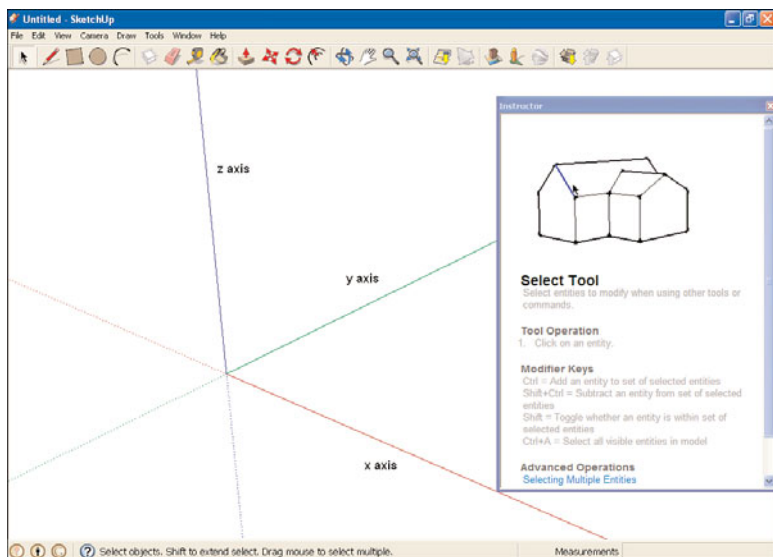 Untitled - SketchUp
File Edit View Camera Draw Tools Window Help
Instructor
z axis
y axis
x axis
Select Tool
Select entities to modify when using other tools or
commands.
Tool Operation
1. Click on an entity.
Modifier Keys
Ctrl = Add an entity to set of selected entities
Shift+Ctrl = Subtract an entity from set of selected
entities
Shift = Toggle whether an entity is within set of
selected entities
Ctrl+A = Select all visible entities in model
Advanced Operations
Selecting Multiple Entities
Select objects. Shift to extend select. Drag mouse to select multiple.
Measurements